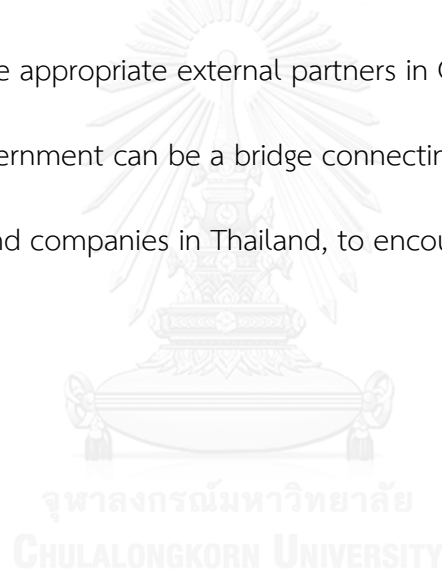 e appropriate external partners in
ernment can be a bridge connectin
nd companies in Thailand, to encou
จุฬาลงกรณ์มหาวิทยาลัย
CHULALONGKORN UNIVERSITY